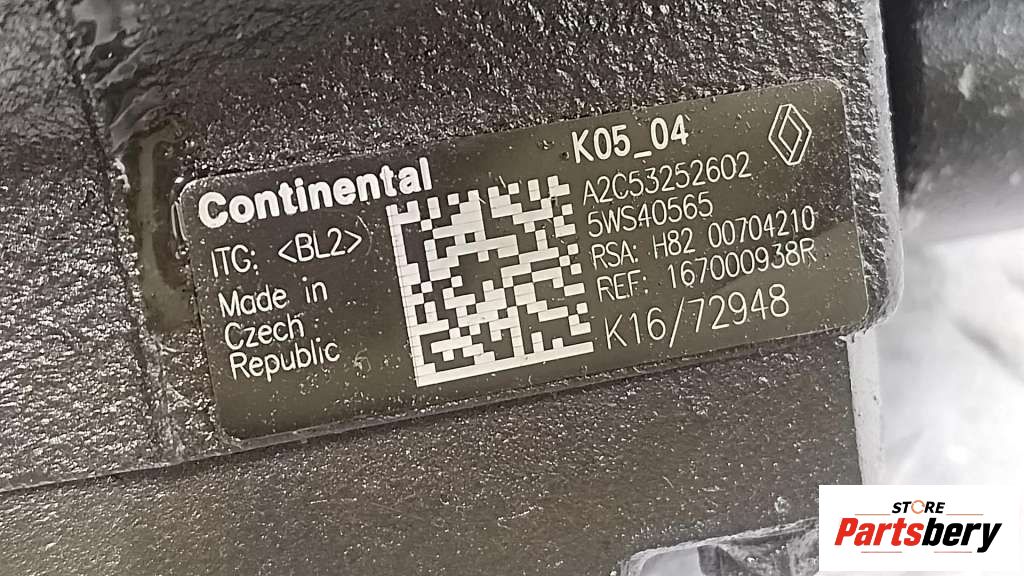 Continental
ITG: <BL2>
Made in
Czech
Republic
K05_04
A2C53252602
5WS40565
RSA: H82 00704210
REF: 167000938R
K16/72948
STORE
Partsbery